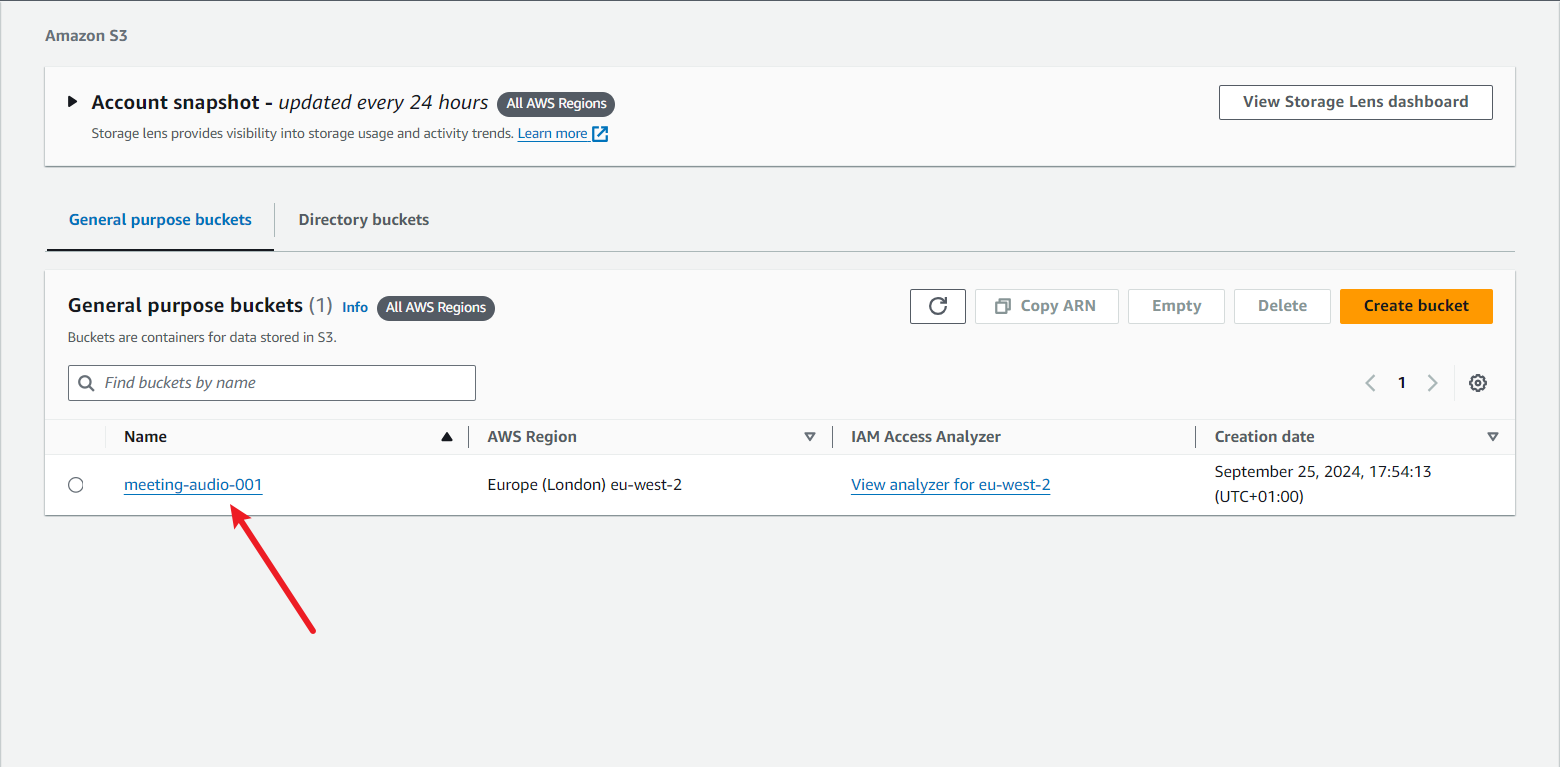 Amazon S3
Account snapshot - updated every 24 hours All AWS Regions
View Storage Lens dashboard
Storage lens provides visibility into storage usage and activity trends. Learn more
General purpose buckets
Directory buckets
General purpose buckets (1) Info All AWS Regions
Copy ARN
Empty
Delete
Create bucket
Buckets are containers for data stored in S3.
Find buckets by name
1
Name
AWS Region
IAM Access Analyzer
Creation date
meeting-audio-001
Europe (London) eu-west-2
View analyzer for eu-west-2
September 25, 2024, 17:54:13
(UTC+01:00)